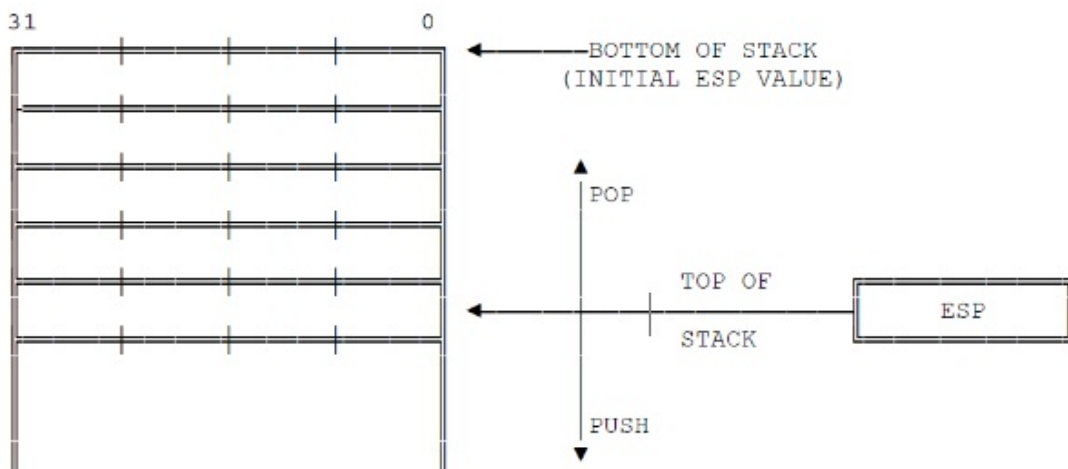 31 0
BOTTOM OF STACK
(INITIAL ESP VALUE)
POP
TOP OF
ESP
STACK
PUSH